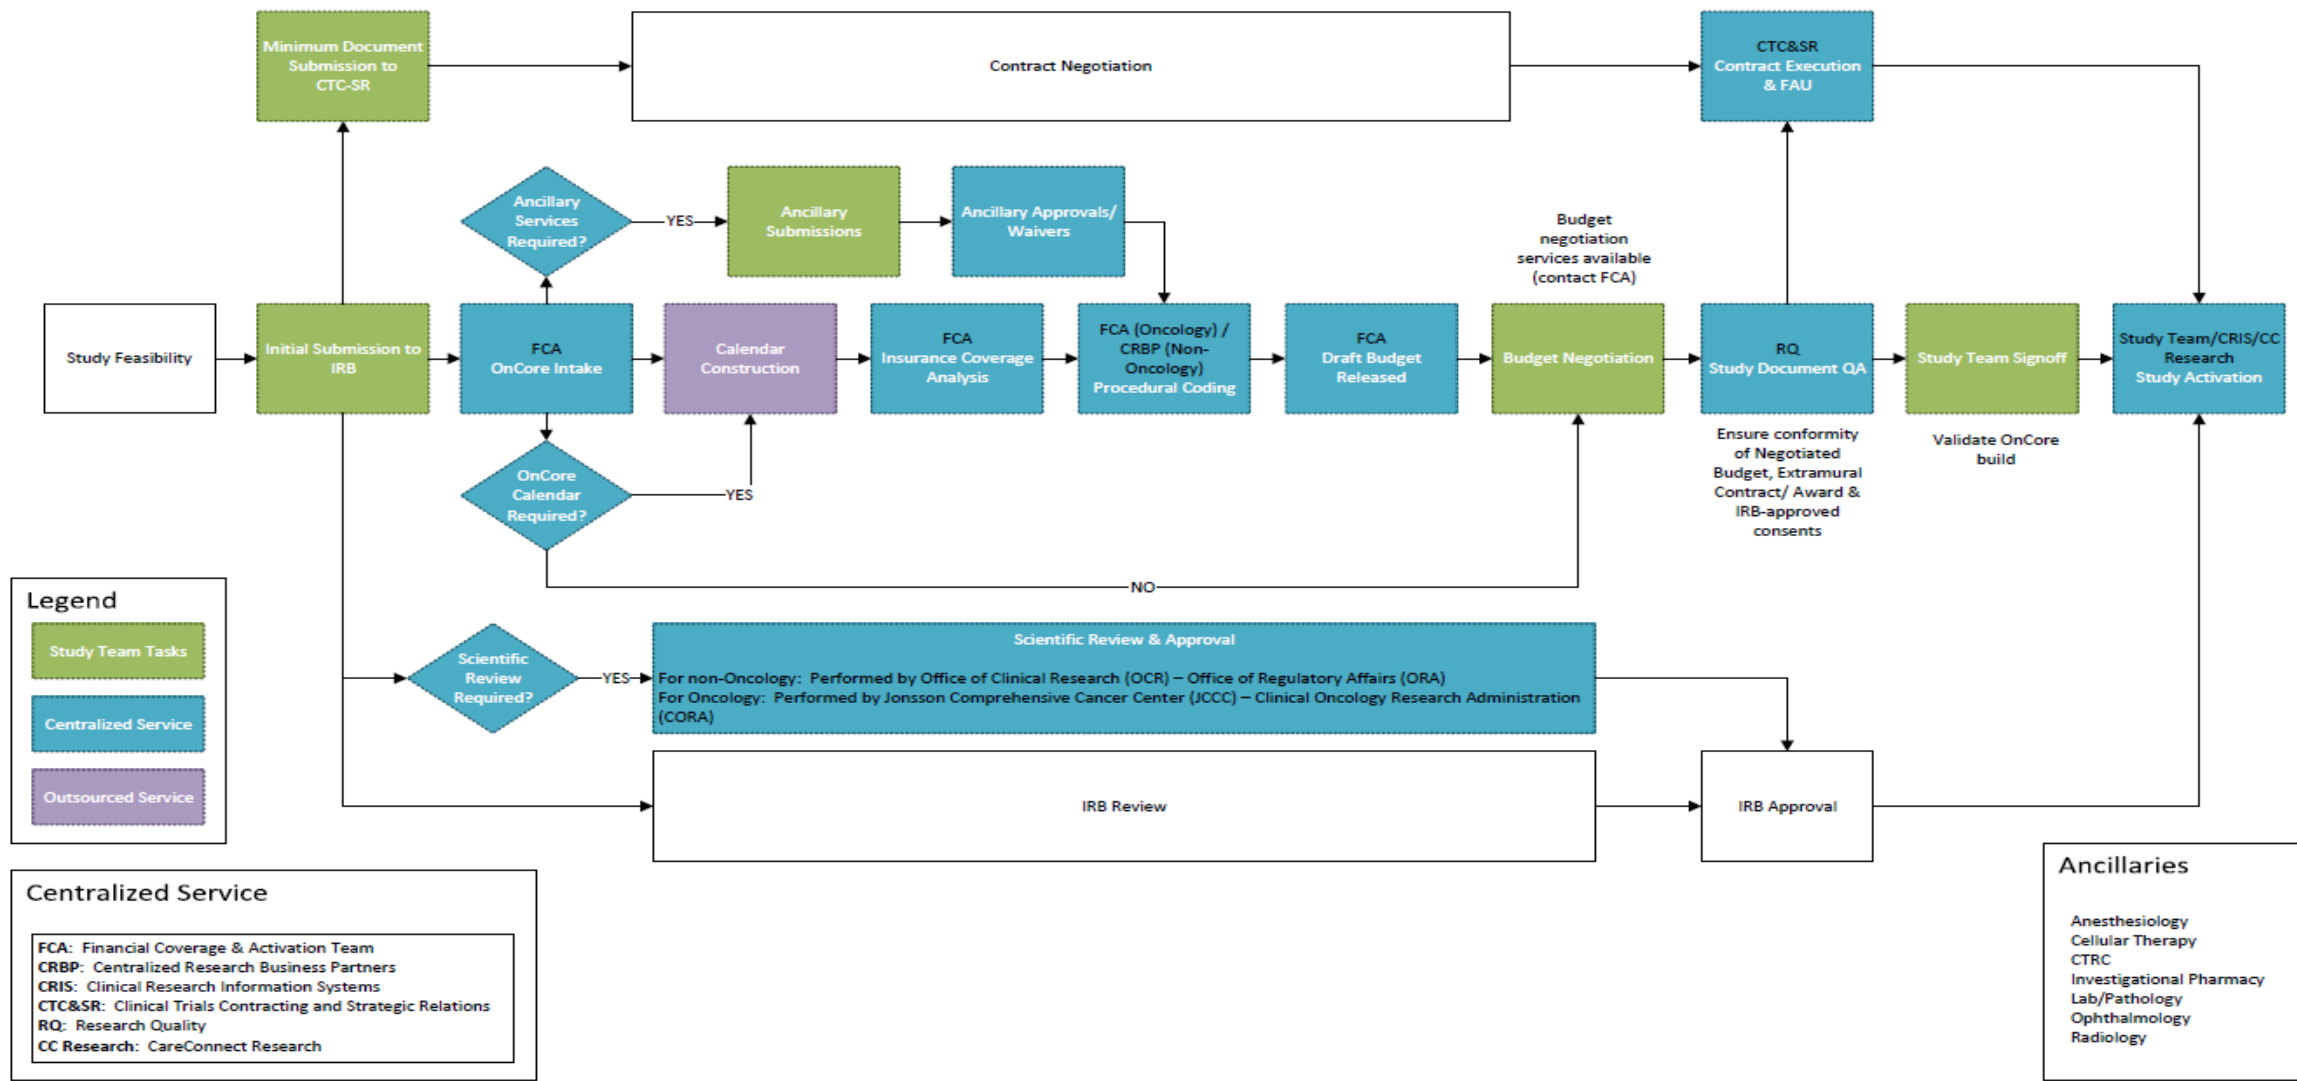 Minimum Document
Submission to
CTC-SR
Contract Negotiation
CTC&SR
Contract Execution
& FAU
Ancillary
Services
Required?
YES
Ancillary
Submissions
Ancillary Approvals/
Waivers
Budget
negotiation
services available
(contact FCA)
Study Feasibility
Initial Submission to
IRB
FCA
OnCore Intake
Calendar
Construction
FCA
Insurance Coverage
Analysis
FCA (Oncology) /
CRBP (Non-
Oncology)
Procedural Coding
FCA
Draft Budget
Released
Budget Negotiation
RQ
Study Document QA
Study Team Signoff
Study Team/CRIS/CC
Research
Study Activation
Ensure conformity
of Negotiated
Budget, Extramural
Contract/ Award &
IRB-approved
consents
Validate OnCore
build
OnCore
Calendar
Required?
YES
NO
Legend
Study Team Tasks
Centralized Service
Outsourced Service
Scientific
Review
Required?
YES
Scientific Review & Approval
For non-Oncology: Performed by Office of Clinical Research (OCR) – Office of Regulatory Affairs (ORA)
For Oncology: Performed by Jonsson Comprehensive Cancer Center (JCCC) – Clinical Oncology Research Administration
(CORA)
IRB Review
IRB Approval
Centralized Service
FCA: Financial Coverage & Activation Team
CRBP: Centralized Research Business Partners
CRIS: Clinical Research Information Systems
CTC&SR: Clinical Trials Contracting and Strategic Relations
RQ: Research Quality
CC Research: CareConnect Research
Ancillaries
Anesthesiology
Cellular Therapy
CTRC
Investigational Pharmacy
Lab/Pathology
Ophthalmology
Radiology